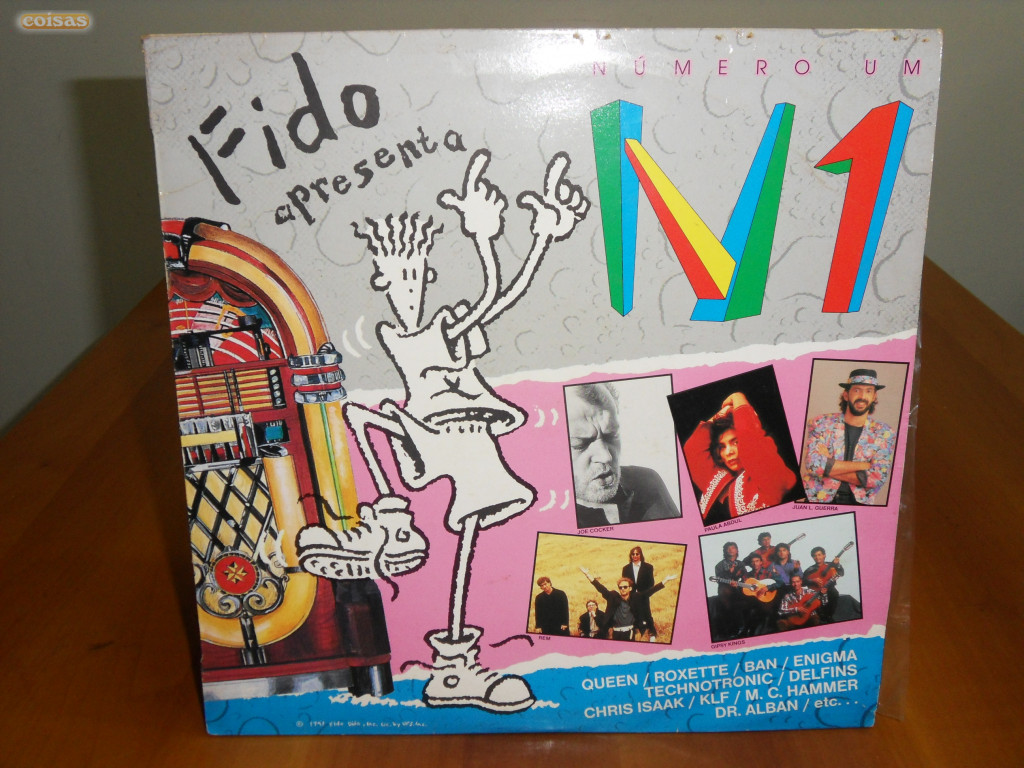 coisas
NÚMERO UM
Fido
apresenta
N1
JOE COCKER
PAULA ABDUL
JUAN L. GUERRA
REM
GIPSY KINGS
QUEEN / ROXETTE / BAN / ENIGMA
TECHNOTRONIC / DELFINS
CHRIS ISAAK / KLF / M. C. HAMMER
DR. ALBAN / etc...